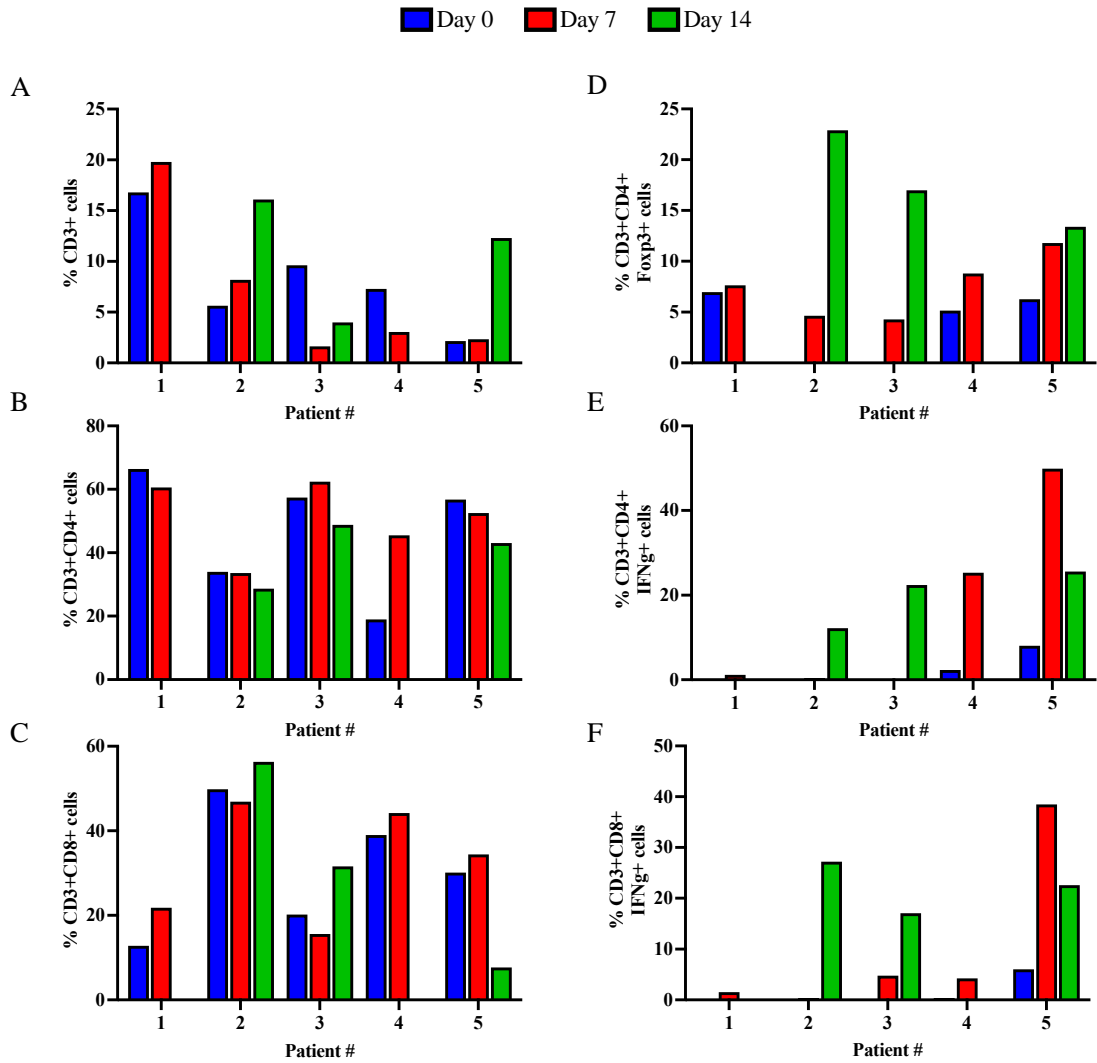 Day 0 Day 7 Day 14
A
25
20
15
10
5
0
% CD3+ cells
1 2 3 4 5
Patient #
B
80
60
40
20
0
% CD3+CD4+ cells
1 2 3 4 5
Patient #
C
60
40
20
0
% CD3+CD8+ cells
1 2 3 4 5
Patient #
D
25
20
15
10
5
0
% CD3+CD4+
Foxp3+ cells
1 2 3 4 5
Patient #
E
60
40
20
0
% CD3+CD4+
IFNg+ cells
1 2 3 4 5
Patient #
F
50
40
30
20
10
0
% CD3+CD8+
IFNg+ cells
1 2 3 4 5
Patient #